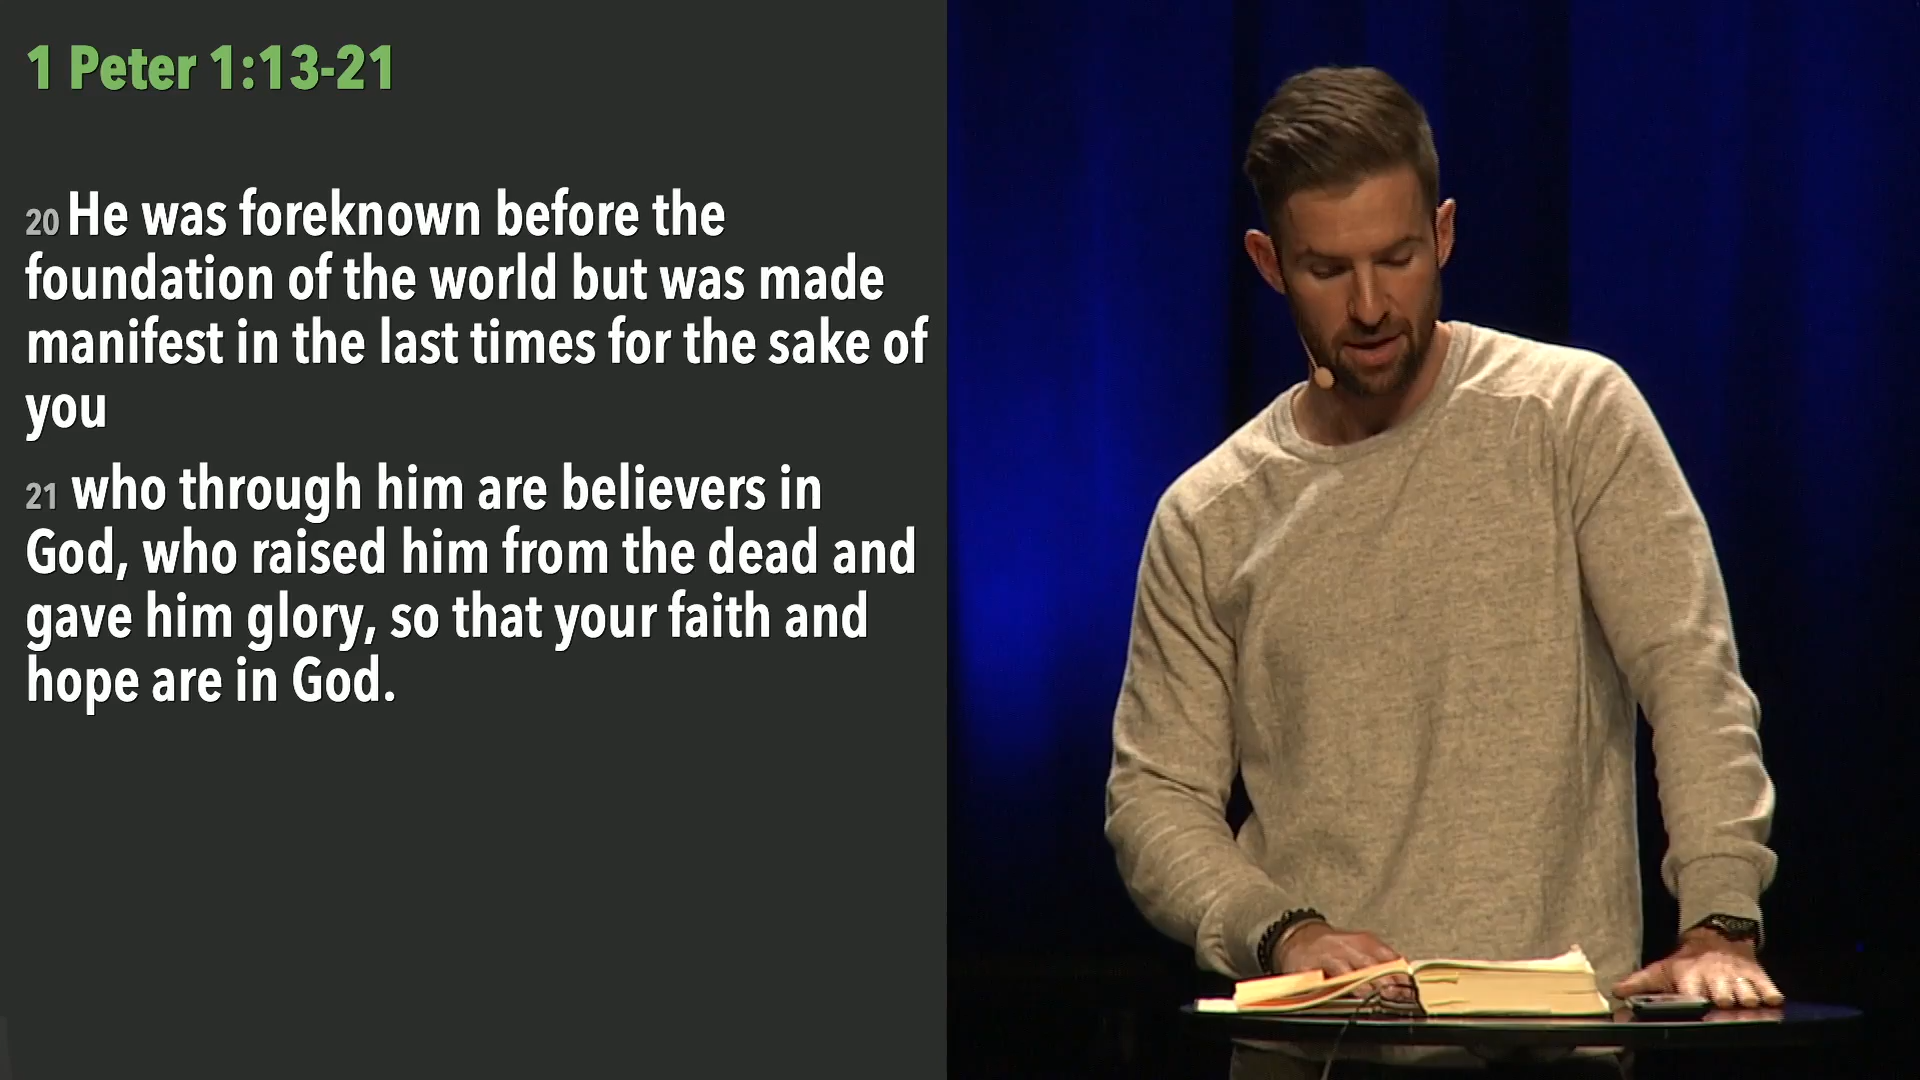 1 Peter 1:13-21
20 He was foreknown before the
foundation of the world but was made
manifest in the last times for the sake of
you
21 who through him are believers in
God, who raised him from the dead and
gave him glory, so that your faith and
hope are in God.